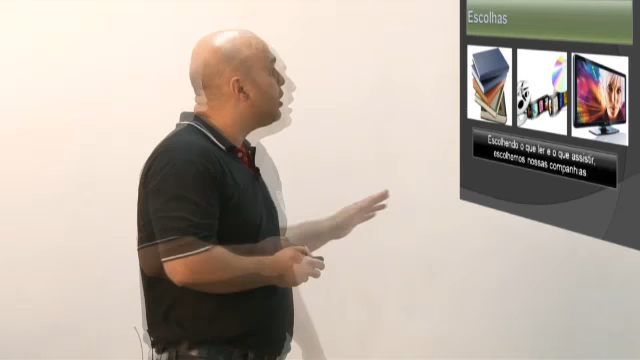 Escolhas
Escolhendo o que ler e o que assistir,
escolhemos nossas companhias